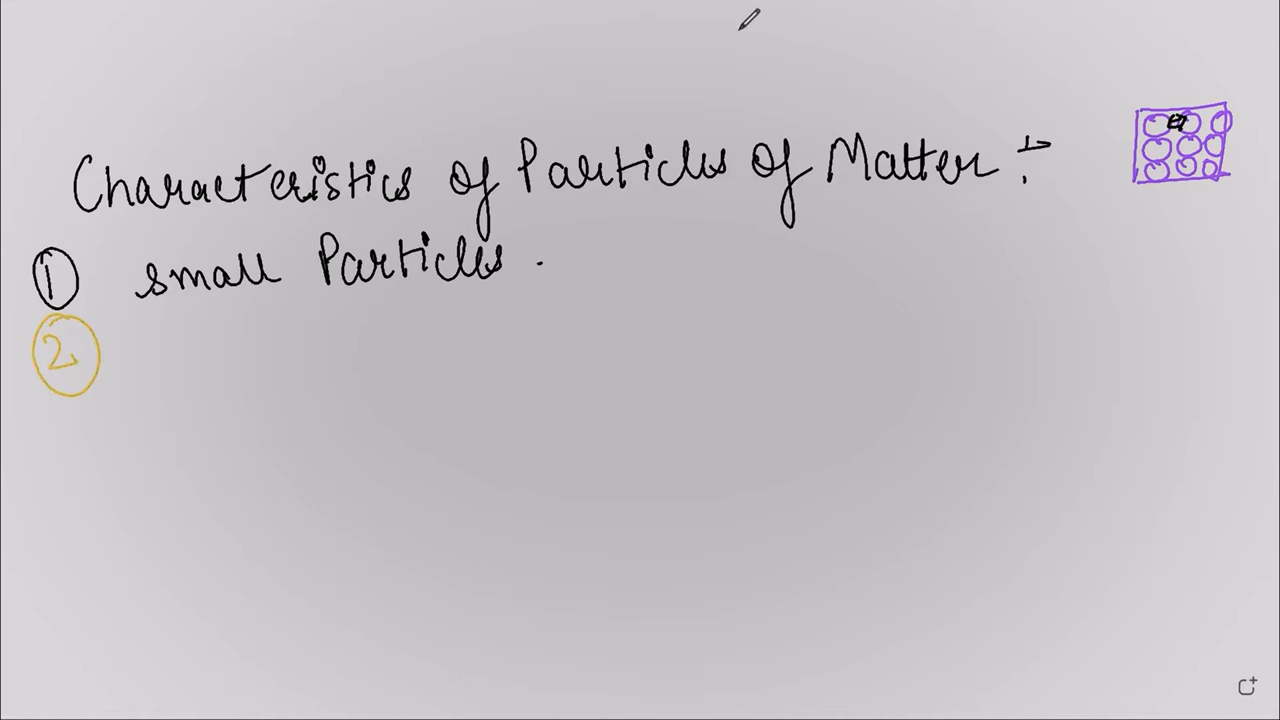 Characteristics of Particles of Matter :-
① small Particles .
②